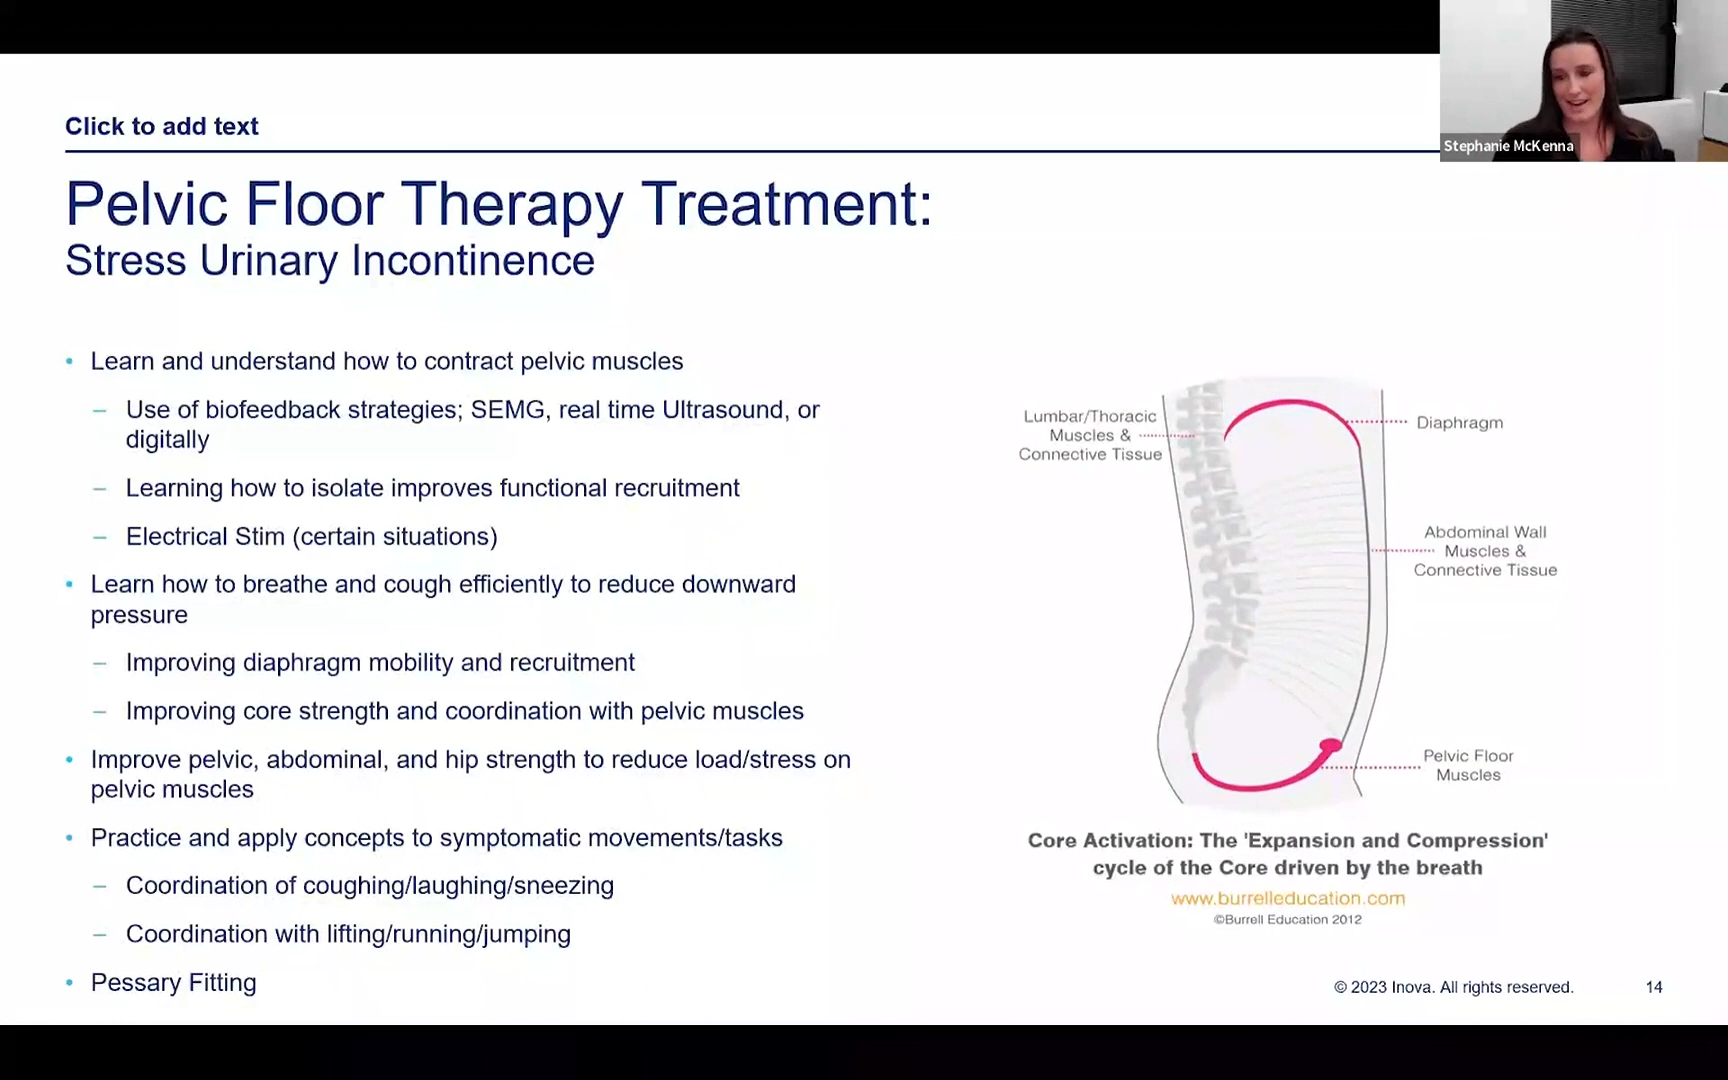 Stephanie McKenna
Click to add text
Pelvic Floor Therapy Treatment:
Stress Urinary Incontinence
• Learn and understand how to contract pelvic muscles
– Use of biofeedback strategies; SEMG, real time Ultrasound, or
digitally
– Learning how to isolate improves functional recruitment
– Electrical Stim (certain situations)
• Learn how to breathe and cough efficiently to reduce downward
pressure
– Improving diaphragm mobility and recruitment
– Improving core strength and coordination with pelvic muscles
• Improve pelvic, abdominal, and hip strength to reduce load/stress on
pelvic muscles
• Practice and apply concepts to symptomatic movements/tasks
– Coordination of coughing/laughing/sneezing
– Coordination with lifting/running/jumping
• Pessary Fitting
Lumbar/Thoracic
Muscles &
Connective Tissue
Diaphragm
Abdominal Wall
Muscles &
Connective Tissue
Pelvic Floor
Muscles
Core Activation: The 'Expansion and Compression'
cycle of the Core driven by the breath
www.burrelleducation.com
©Burrell Education 2012
© 2023 Inova. All rights reserved.
14